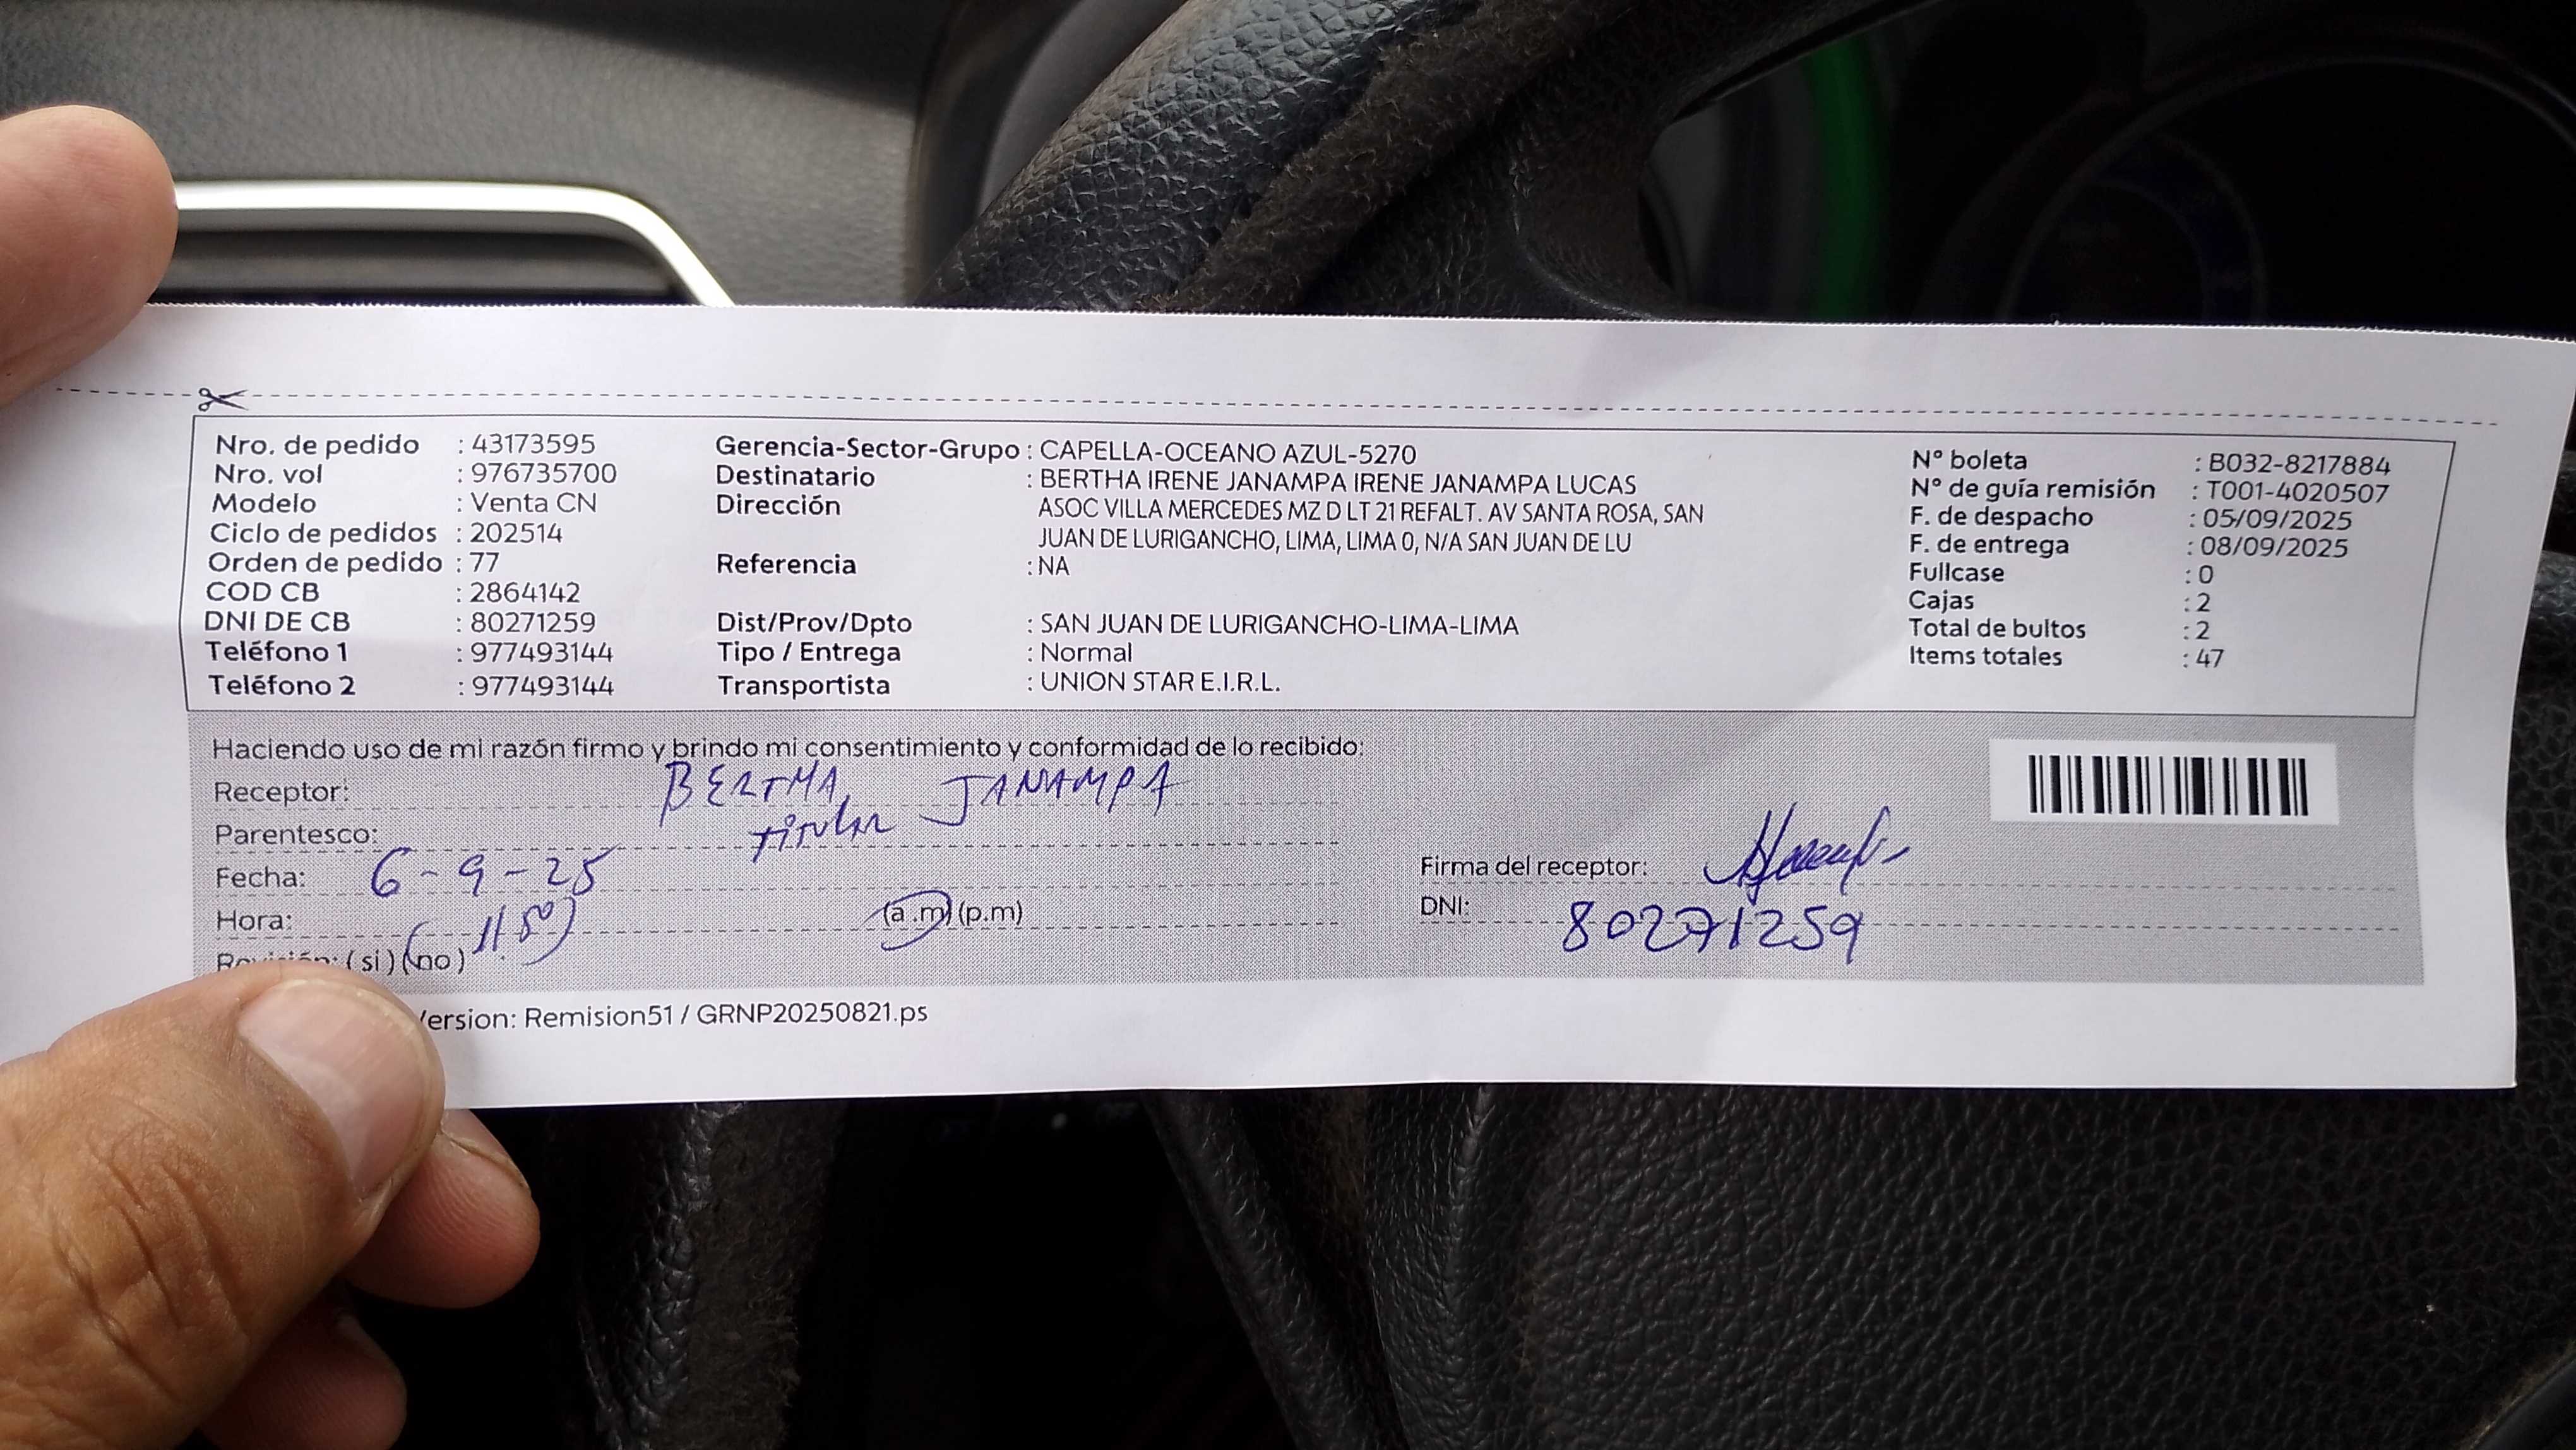 Nro. de pedido : 43173595
Nro. vol : 976735700
Modelo : Venta CN
Ciclo de pedidos : 202514
Orden de pedido : 77
COD CB : 2864142
DNI DE CB : 80271259
Teléfono 1 : 977493144
Teléfono 2 : 977493144
Gerencia-Sector-Grupo : CAPELLA-OCEANO AZUL-5270
Destinatario : BERTHA IRENE JANAMPA IRENE JANAMPA LUCAS
Dirección ASOC VILLA MERCEDES MZ D LT 21 REFALT. AV SANTA ROSA, SAN
JUAN DE LURIGANCHO, LIMA, LIMA 0, N/A SAN JUAN DE LU
Referencia : NA
Dist/Prov/Dpto : SAN JUAN DE LURIGANCHO-LIMA-LIMA
Tipo / Entrega : Normal
Transportista : UNION STAR E.I.R.L.
N° boleta : B032-8217884
N° de guía remisión : T001-4020507
F. de despacho : 05/09/2025
F. de entrega : 08/09/2025
Fullcase : 0
Cajas : 2
Total de bultos : 2
Items totales : 47
Haciendo uso de mi razón firmo y brindo mi consentimiento y conformidad de lo recibido:
Receptor: BERTHA JANAMPA
Parentesco: titular
Fecha: 6-9-25
Hora: 11.50 (a.m) (p.m)
(si) (no)
Firma del receptor:
DNI: 80271259
Version: Remision51 / GRNP20250821.ps